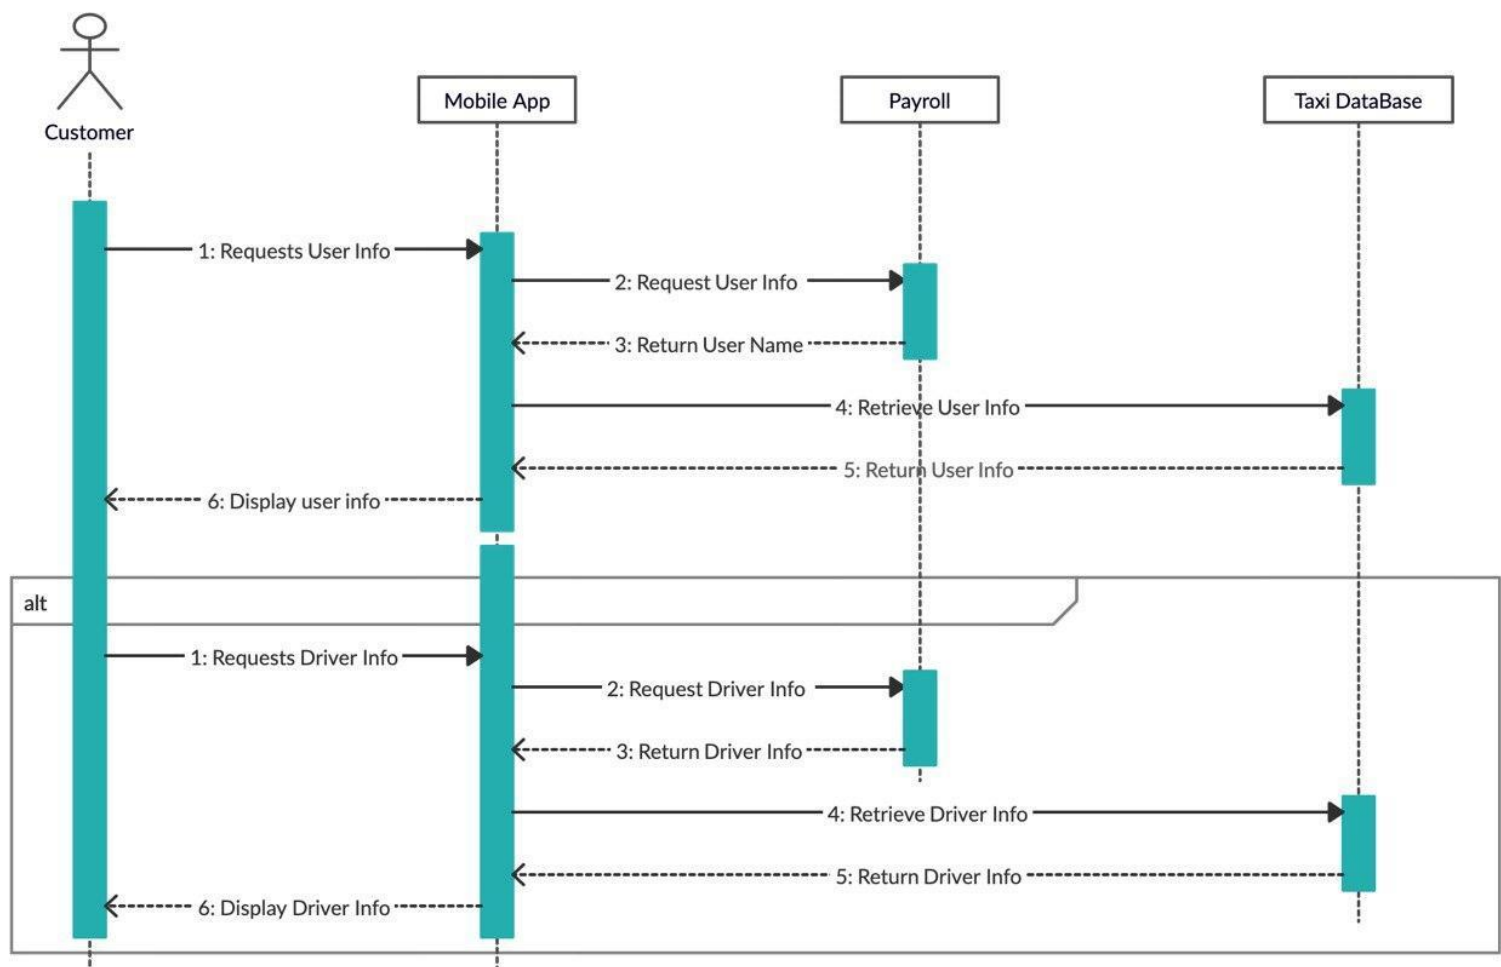 Customer
Mobile App
Payroll
Taxi DataBase
1: Requests User Info
2: Request User Info
3: Return User Name
4: Retrieve User Info
5: Return User Info
6: Display user info
alt
1: Requests Driver Info
2: Request Driver Info
3: Return Driver Info
4: Retrieve Driver Info
5: Return Driver Info
6: Display Driver Info